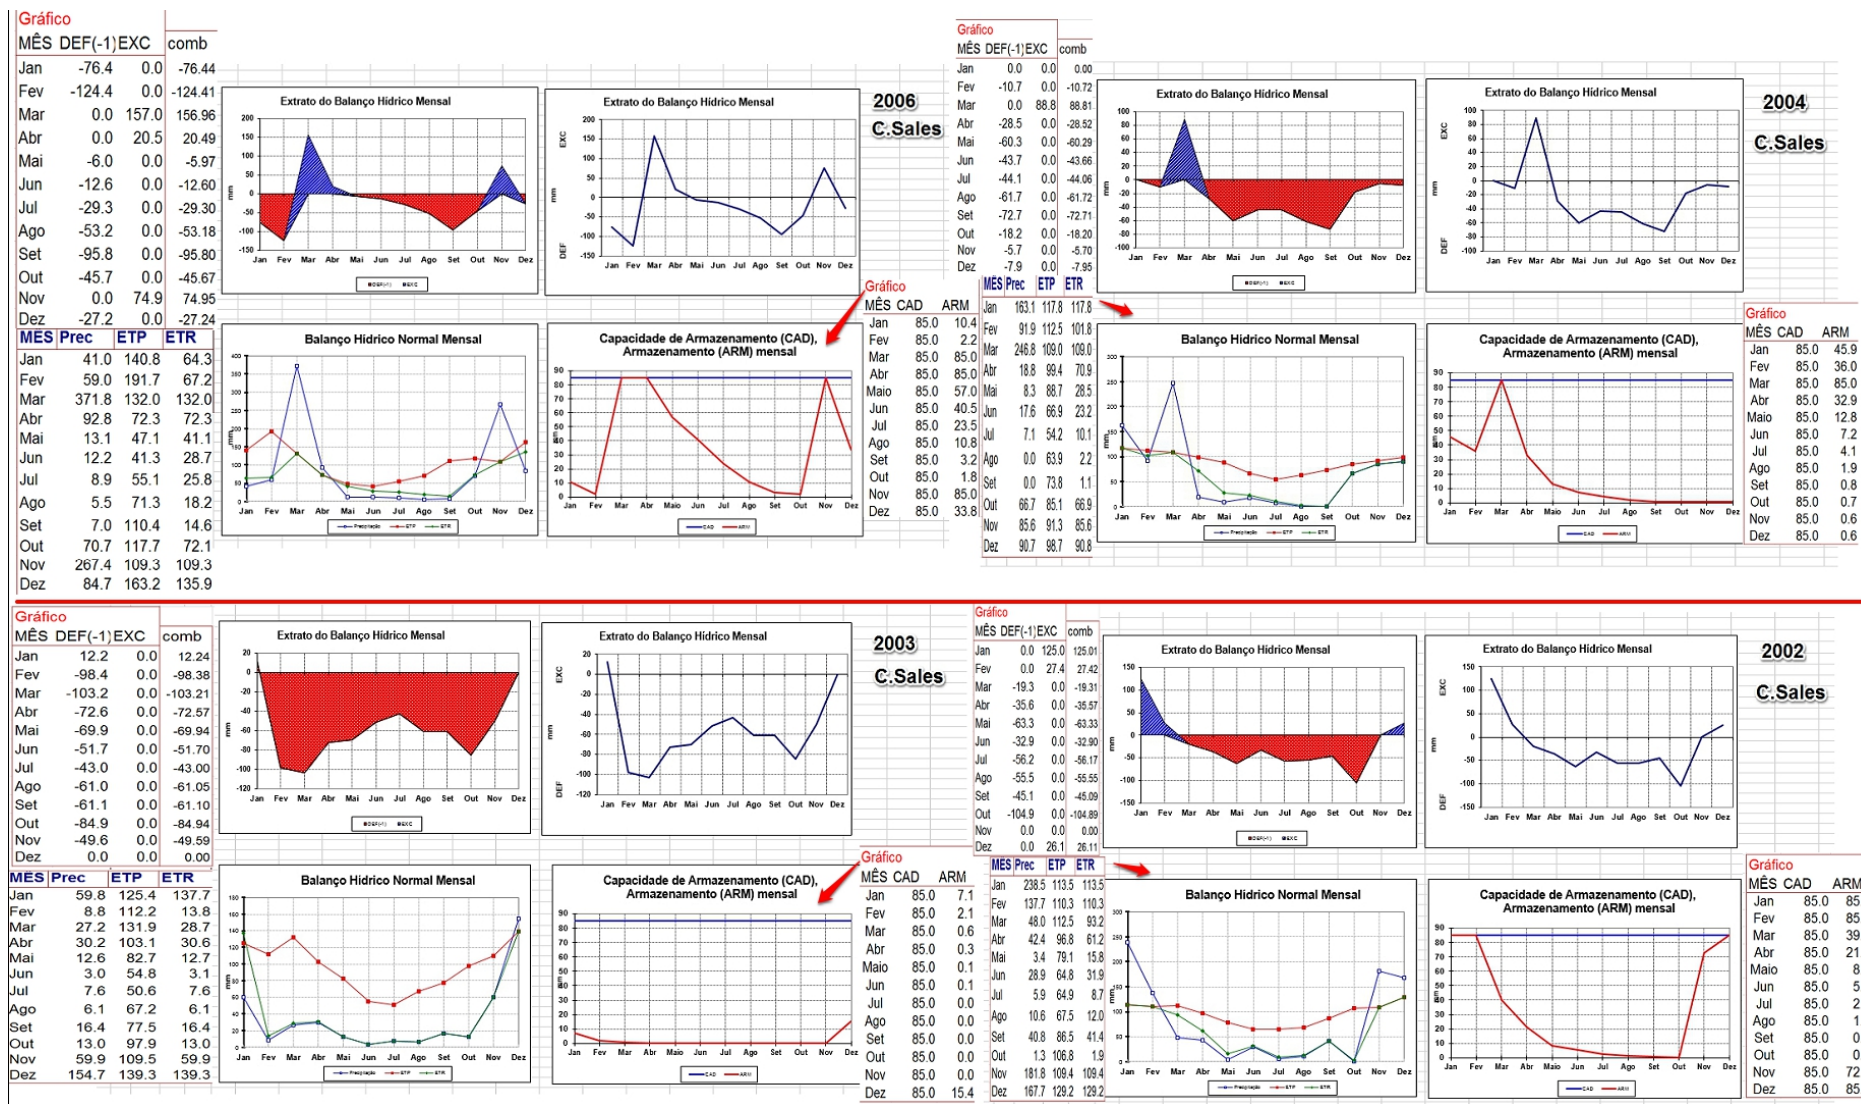 Gráfico
MÊS DEF(-1) EXC comb
Jan -76.4 0.0 -76.44
Fev -124.4 0.0 -124.41
Mar 0.0 157.0 156.96
Abr 0.0 20.5 20.49
Mai -6.0 0.0 -5.97
Jun -12.6 0.0 -12.60
Jul -29.3 0.0 -29.30
Ago -53.2 0.0 -53.18
Set -95.8 0.0 -95.80
Out -45.7 0.0 -45.67
Nov 0.0 74.9 74.95
Dez -27.2 0.0 -27.24
MES Prec ETP ETR
Jan 41.0 140.8 64.3
Fev 59.0 191.7 67.2
Mar 371.8 132.0 132.0
Abr 92.8 72.3 72.3
Mai 13.1 47.1 41.1
Jun 12.2 41.3 28.7
Jul 8.9 55.1 25.8
Ago 5.5 71.3 18.2
Set 7.0 110.4 14.6
Out 70.7 117.7 72.1
Nov 267.4 109.3 109.3
Dez 84.7 163.2 135.9
Extrato do Balanço Hídrico Mensal
Extrato do Balanço Hídrico Mensal
2006
C.Sales
Balanço Hídrico Normal Mensal
Capacidade de Armazenamento (CAD),
Armazenamento (ARM) mensal
Gráfico
MÊS CAD ARM
Jan 85.0 10.4
Fev 85.0 2.2
Mar 85.0 85.0
Abr 85.0 85.0
Maio 85.0 57.0
Jun 85.0 40.5
Jul 85.0 23.5
Ago 85.0 10.8
Set 85.0 3.2
Out 85.0 1.8
Nov 85.0 85.0
Dez 85.0 33.8
Gráfico
MÊS DEF(-1) EXC comb
Jan 0.0 0.0 0.00
Fev -10.7 0.0 -10.72
Mar 0.0 88.8 88.81
Abr -28.5 0.0 -28.52
Mai -60.3 0.0 -60.29
Jun -43.7 0.0 -43.66
Jul -44.1 0.0 -44.06
Ago -61.7 0.0 -61.72
Set -72.7 0.0 -72.71
Out -18.2 0.0 -18.20
Nov -5.7 0.0 -5.70
Dez -7.9 0.0 -7.95
MÊS Prec ETP ETR
Jan 163.1 117.8 117.8
Fev 91.9 112.5 101.8
Mar 246.8 109.0 109.0
Abr 18.8 99.4 70.9
Mai 8.3 88.7 28.5
Jun 17.6 66.9 23.2
Jul 7.1 54.2 10.1
Ago 0.0 63.9 2.2
Set 0.0 73.8 1.1
Out 66.7 85.1 66.9
Nov 85.6 91.3 85.6
Dez 90.7 98.7 90.8
Extrato do Balanço Hídrico Mensal
Extrato do Balanço Hídrico Mensal
2004
C.Sales
Balanço Hídrico Normal Mensal
Capacidade de Armazenamento (CAD),
Armazenamento (ARM) mensal
Gráfico
MÊS CAD ARM
Jan 85.0 45.9
Fev 85.0 36.0
Mar 85.0 85.0
Abr 85.0 32.9
Maio 85.0 12.8
Jun 85.0 7.2
Jul 85.0 4.1
Ago 85.0 1.9
Set 85.0 0.8
Out 85.0 0.7
Nov 85.0 0.6
Dez 85.0 0.6
Gráfico
MÊS DEF(-1) EXC comb
Jan 12.2 0.0 12.24
Fev -98.4 0.0 -98.38
Mar -103.2 0.0 -103.21
Abr -72.6 0.0 -72.57
Mai -69.9 0.0 -69.94
Jun -51.7 0.0 -51.70
Jul -43.0 0.0 -43.00
Ago -61.0 0.0 -61.05
Set -61.1 0.0 -61.10
Out -84.9 0.0 -84.94
Nov -49.6 0.0 -49.59
Dez 0.0 0.0 0.00
MÊS Prec ETP ETR
Jan 59.8 125.4 137.7
Fev 8.8 112.2 13.8
Mar 27.2 131.9 28.7
Abr 30.2 103.1 30.6
Mai 12.6 82.7 12.7
Jun 3.0 54.8 3.1
Jul 7.6 50.6 7.6
Ago 6.1 67.2 6.1
Set 16.4 77.5 16.4
Out 13.0 97.9 13.0
Nov 59.9 109.5 59.9
Dez 154.7 139.3 139.3
Extrato do Balanço Hídrico Mensal
Extrato do Balanço Hídrico Mensal
2003
C.Sales
Balanço Hídrico Normal Mensal
Capacidade de Armazenamento (CAD),
Armazenamento (ARM) mensal
Gráfico
MÊS CAD ARM
Jan 85.0 7.1
Fev 85.0 2.1
Mar 85.0 0.6
Abr 85.0 0.3
Maio 85.0 0.1
Jun 85.0 0.1
Jul 85.0 0.0
Ago 85.0 0.0
Set 85.0 0.0
Out 85.0 0.0
Nov 85.0 0.0
Dez 85.0 15.4
Gráfico
MÊS DEF(-1) EXC comb
Jan 0.0 125.0 125.01
Fev 0.0 27.4 27.42
Mar -19.3 0.0 -19.31
Abr -35.6 0.0 -35.57
Mai -63.3 0.0 -63.33
Jun -32.9 0.0 -32.90
Jul -56.2 0.0 -56.17
Ago -55.5 0.0 -55.55
Set -45.1 0.0 -45.09
Out -104.9 0.0 -104.89
Nov 0.0 0.0 0.00
Dez 0.0 26.1 26.11
MÊS Prec ETP ETR
Jan 238.5 113.5 113.5
Fev 137.7 110.3 110.3
Mar 48.0 112.5 93.2
Abr 42.4 96.8 61.2
Mai 3.4 79.1 15.8
Jun 28.9 64.8 31.9
Jul 5.9 64.9 8.7
Ago 10.6 67.5 12.0
Set 40.8 86.5 41.4
Out 1.3 106.8 1.9
Nov 181.8 109.4 109.4
Dez 167.7 129.2 129.2
Extrato do Balanço Hídrico Mensal
Extrato do Balanço Hídrico Mensal
2002
C.Sales
Balanço Hídrico Normal Mensal
Capacidade de Armazenamento (CAD),
Armazenamento (ARM) mensal
Gráfico
MÊS CAD ARM
Jan 85.0 85
Fev 85.0 85
Mar 85.0 39
Abr 85.0 21
Maio 85.0 8
Jun 85.0 5
Jul 85.0 2
Ago 85.0 1
Set 85.0 0
Out 85.0 0
Nov 85.0 72
Dez 85.0 85